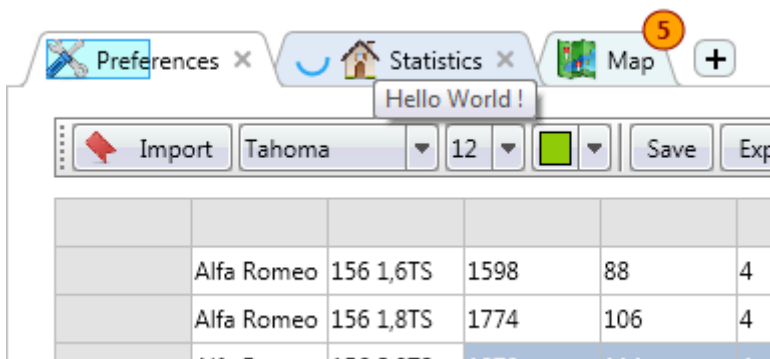 5
Preferences Statistics Map
Hello World !
Import Tahoma 12 Save Exp
Alfa Romeo 156 1,6TS 1598 88 4
Alfa Romeo 156 1,8TS 1774 106 4